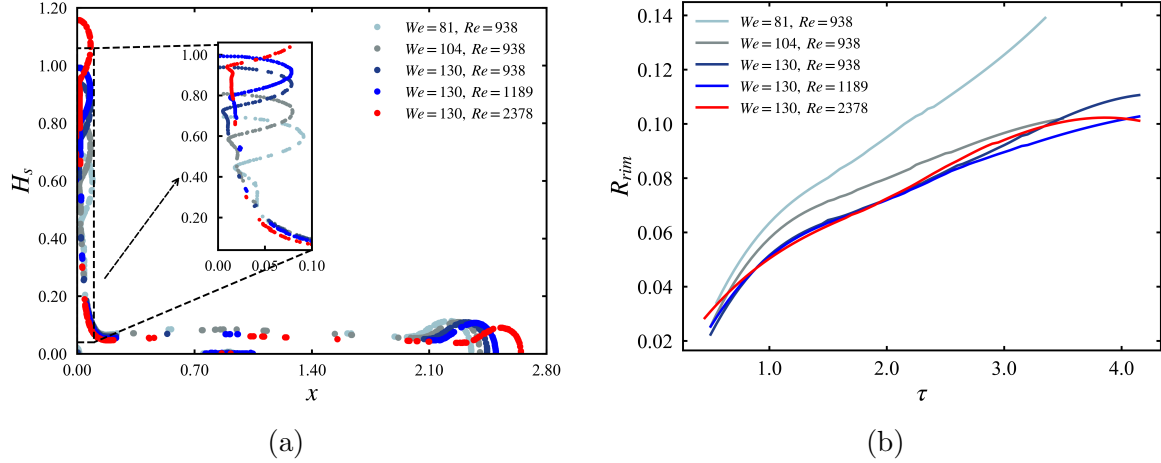 1.20
1.00
0.80
0.60
0.40
0.20
0.00
H_s
0.00 0.70 1.40 2.10 2.80
x
We = 81, Re = 938
We = 104, Re = 938
We = 130, Re = 938
We = 130, Re = 1189
We = 130, Re = 2378
1.00
0.80
0.60
0.40
0.20
0.00 0.05 0.10
(a)
0.14
0.12
0.10
0.08
0.06
0.04
0.02
R_{rim}
1.0 2.0 3.0 4.0
τ
We = 81, Re = 938
We = 104, Re = 938
We = 130, Re = 938
We = 130, Re = 1189
We = 130, Re = 2378
(b)